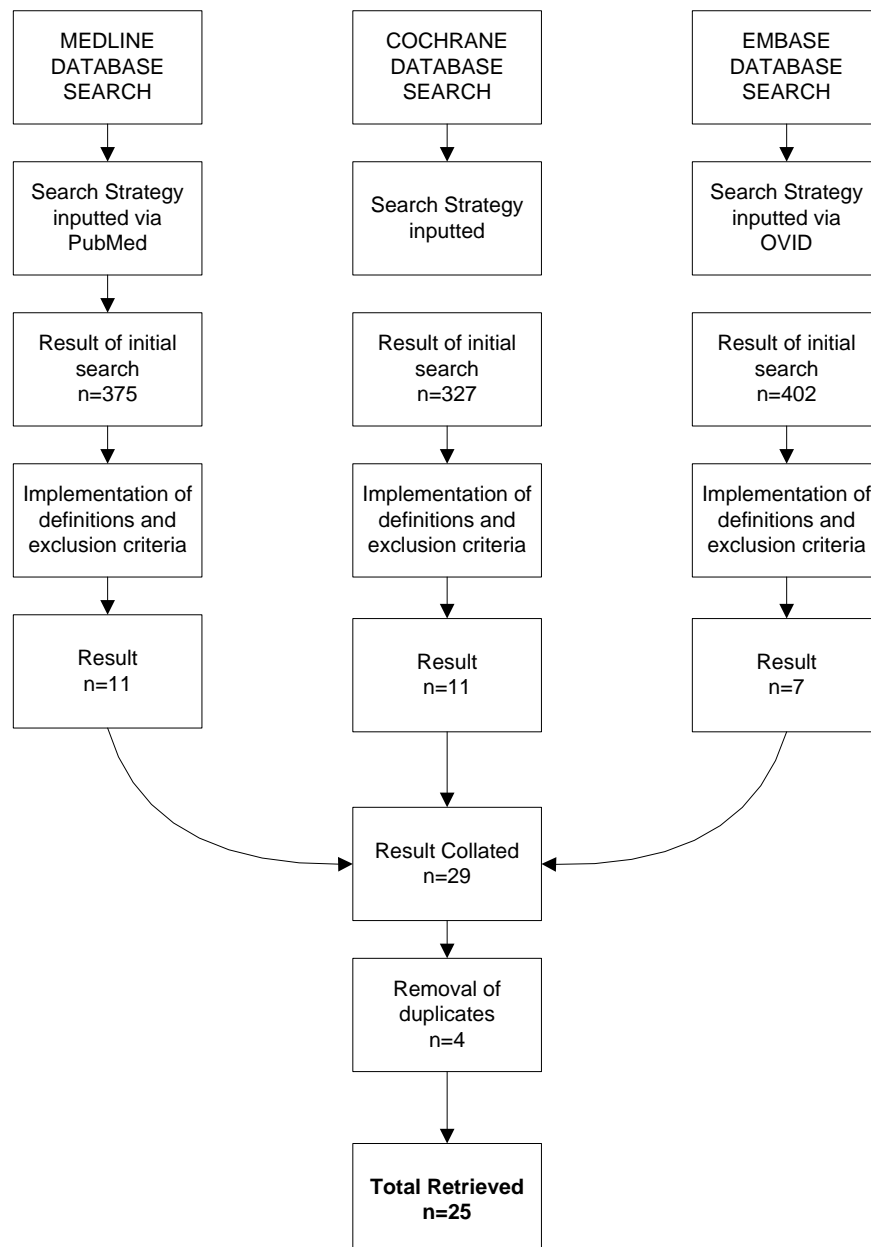 MEDLINE
DATABASE
SEARCH
COCHRANE
DATABASE
SEARCH
EMBASE
DATABASE
SEARCH
Search Strategy
inputted via
PubMed
Search Strategy
inputted
Search Strategy
inputted via
OVID
Result of initial
search
n=375
Result of initial
search
n=327
Result of initial
search
n=402
Implementation of
definitions and
exclusion criteria
Implementation of
definitions and
exclusion criteria
Implementation of
definitions and
exclusion criteria
Result
n=11
Result
n=11
Result
n=7
Result Collated
n=29
Removal of
duplicates
n=4
Total Retrieved
n=25